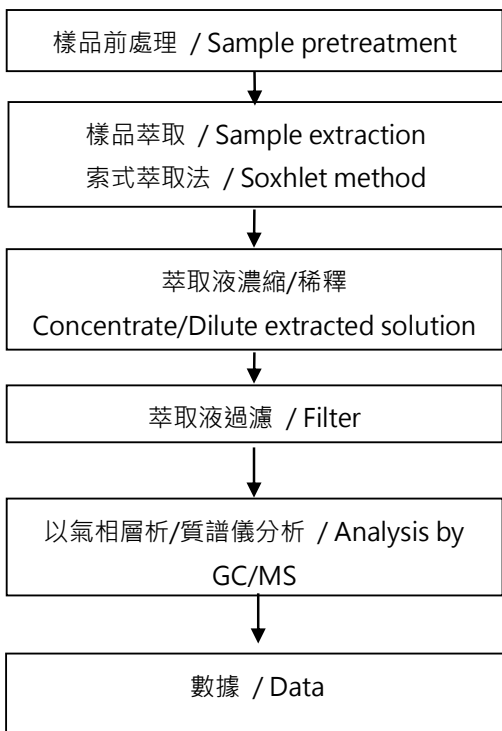 樣品前處理 / Sample pretreatment
樣品萃取 / Sample extraction
索式萃取法 / Soxhlet method
萃取液濃縮/稀釋
Concentrate/Dilute extracted solution
萃取液過濾 / Filter
以氣相層析/質譜儀分析 / Analysis by
GC/MS
數據 / Data